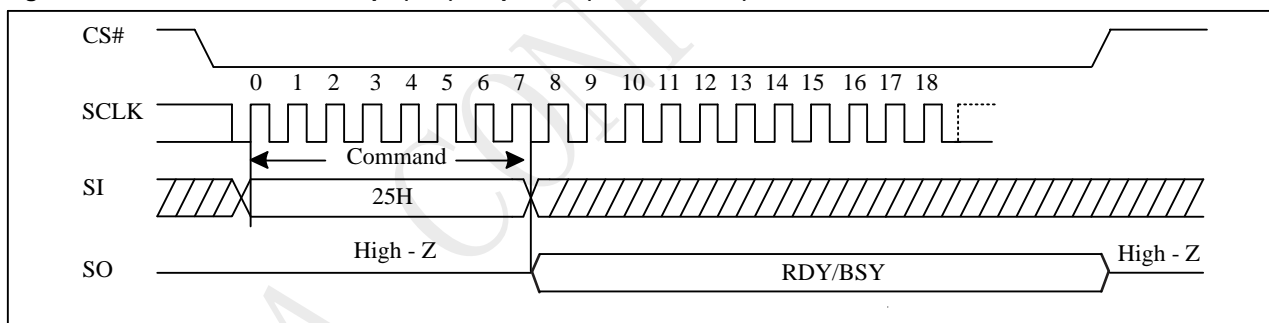 CS#
0 1 2 3 4 5 6 7 8 9 10 11 12 13 14 15 16 17 18
SCLK
Command
SI
25H
High - Z
High - Z
SO
RDY/BSY